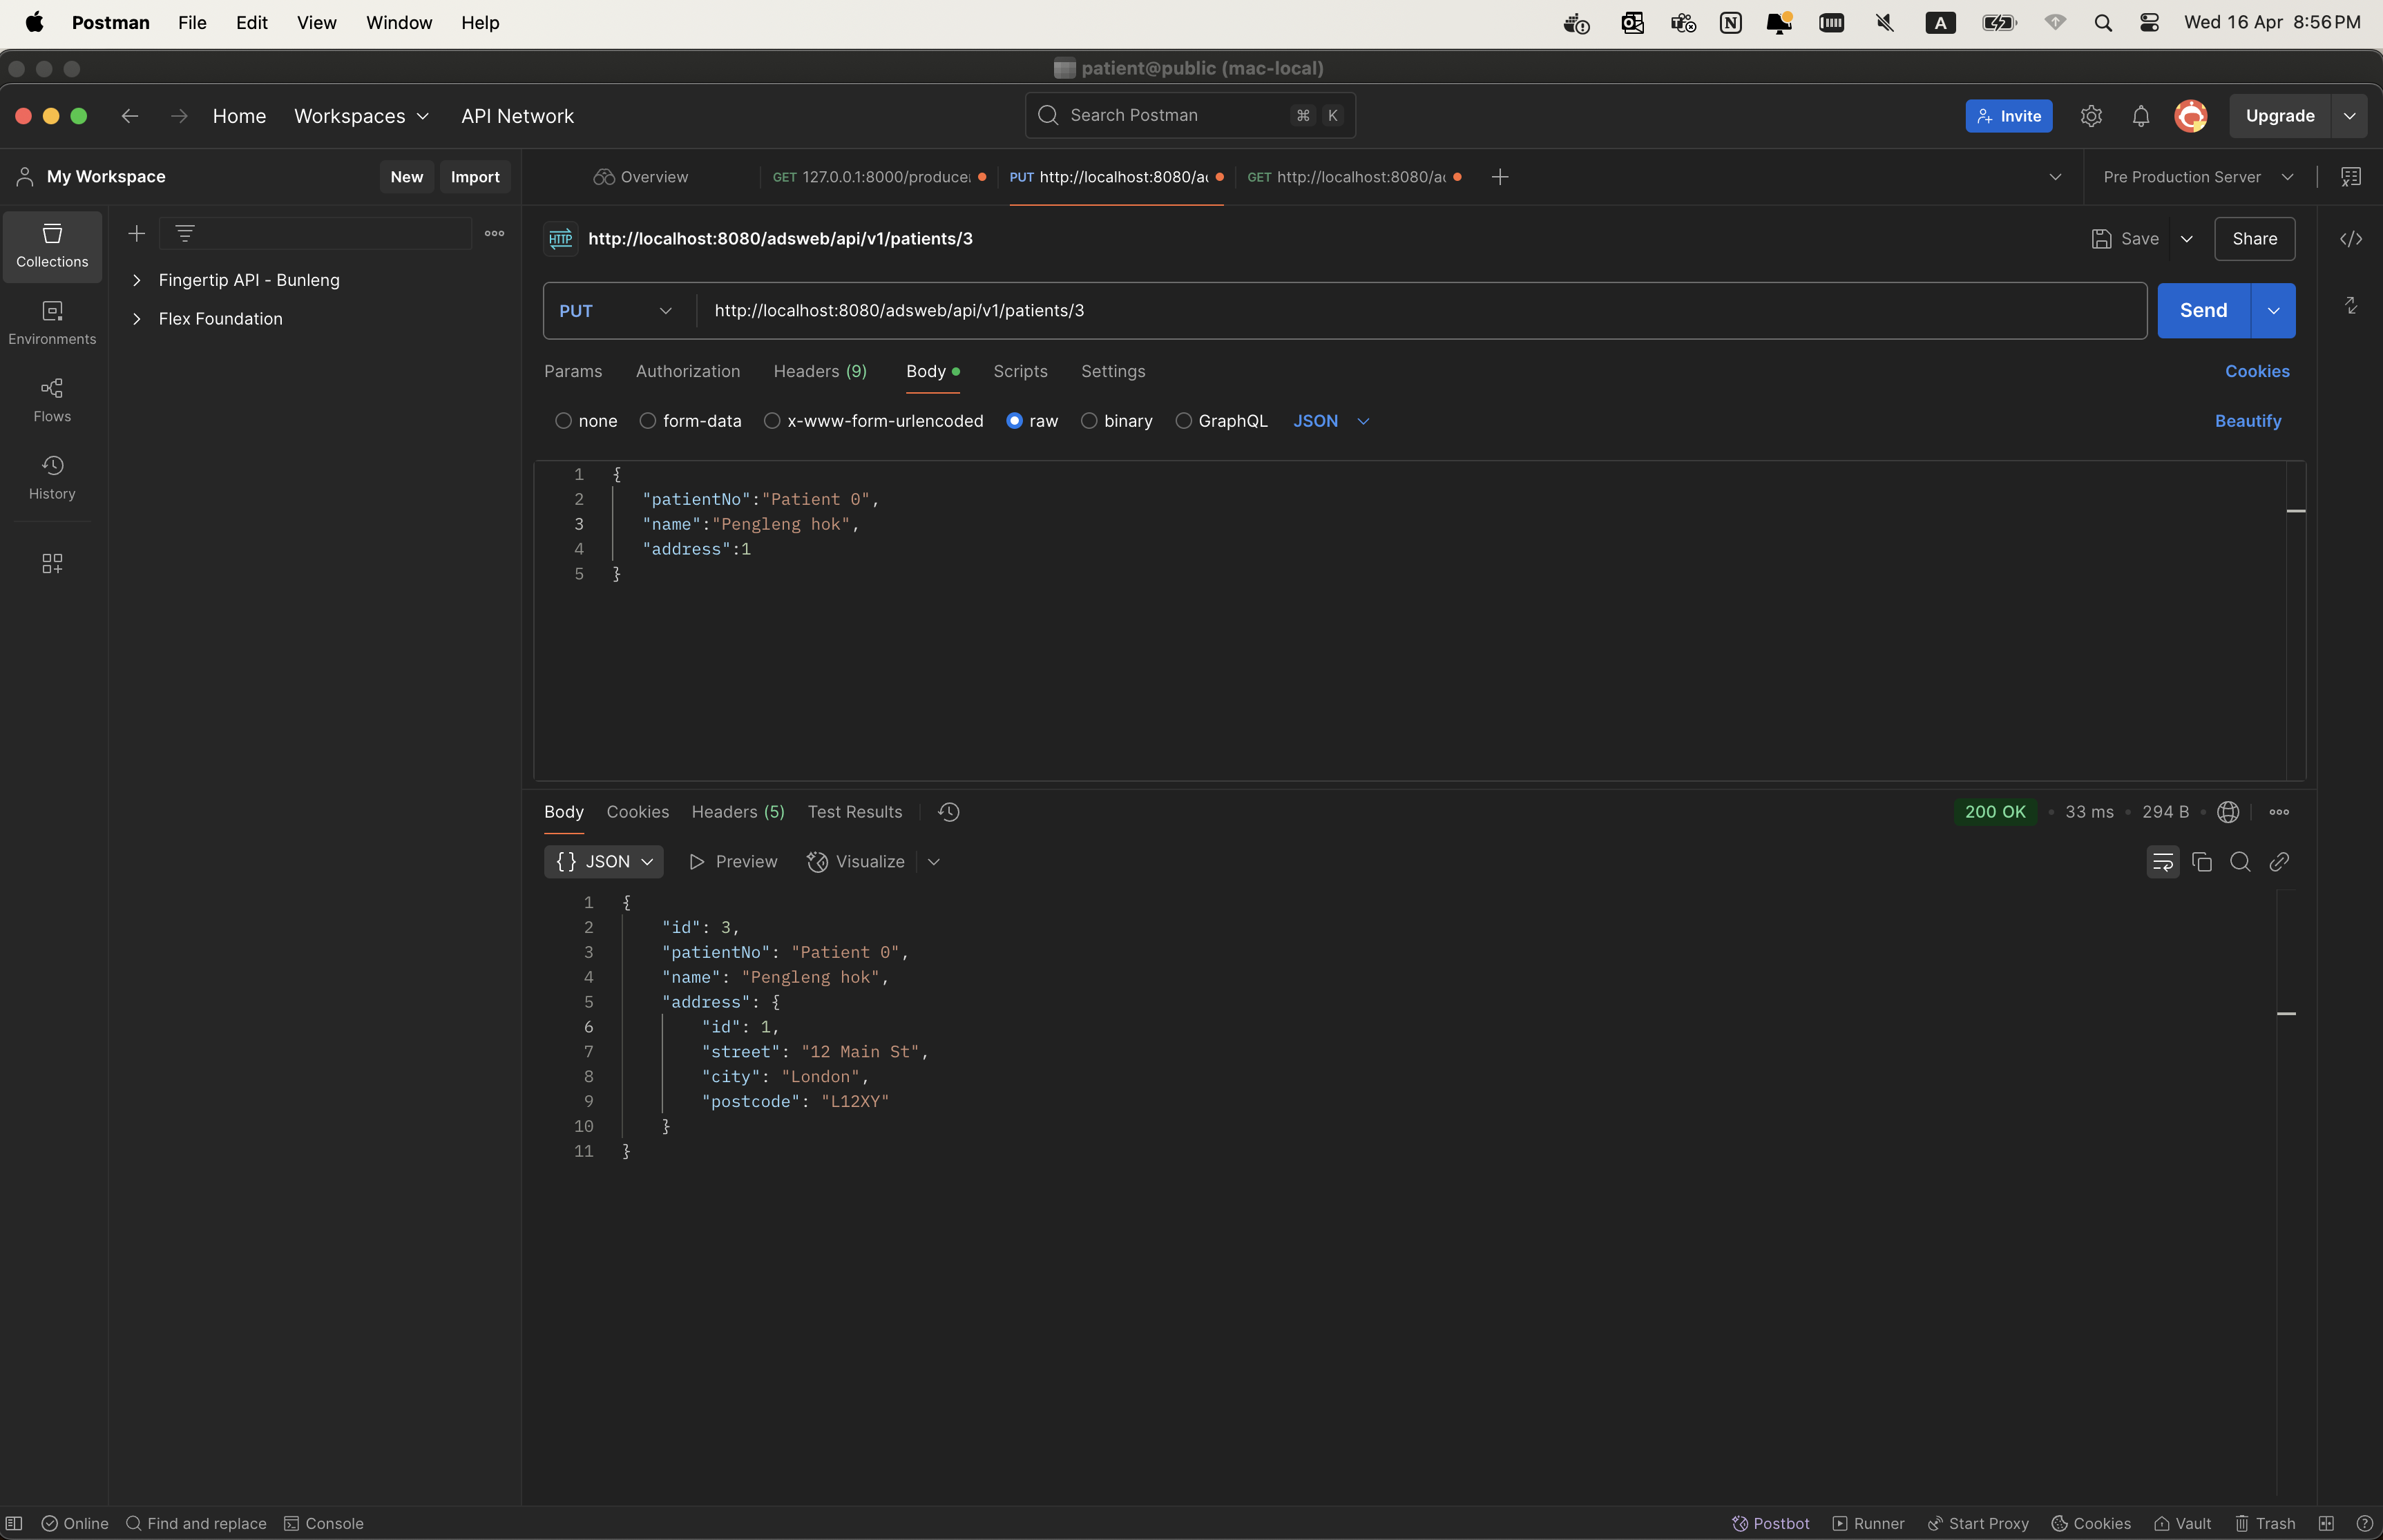 Postman File Edit View Window Help A Wed 16 Apr 8:56 PM
patient@public (mac-local)
Home Workspaces API Network Search Postman ⌘ K Invite Upgrade
My Workspace New Import Overview GET 127.0.0.1:8000/produce PUT http://localhost:8080/a GET http://localhost:8080/a Pre Production Server
Collections
Environments
Flows
History
Fingertip API - Bunleng
Flex Foundation
HTTP http://localhost:8080/adsweb/api/v1/patients/3 Save Share
PUT http://localhost:8080/adsweb/api/v1/patients/3 Send
Params Authorization Headers (9) Body Scripts Settings Cookies
none form-data x-www-form-urlencoded raw binary GraphQL JSON Beautify
1 {
2 "patientNo":"Patient 0",
3 "name":"Pengleng hok",
4 "address":1
5 }
Body Cookies Headers (5) Test Results 200 OK 33 ms 294 B
{} JSON Preview Visualize
1 {
2 "id": 3,
3 "patientNo": "Patient 0",
4 "name": "Pengleng hok",
5 "address": {
6 "id": 1,
7 "street": "12 Main St",
8 "city": "London",
9 "postcode": "L12XY"
10 }
11 }
Online Find and replace Console Postbot Runner Start Proxy Cookies Vault Trash